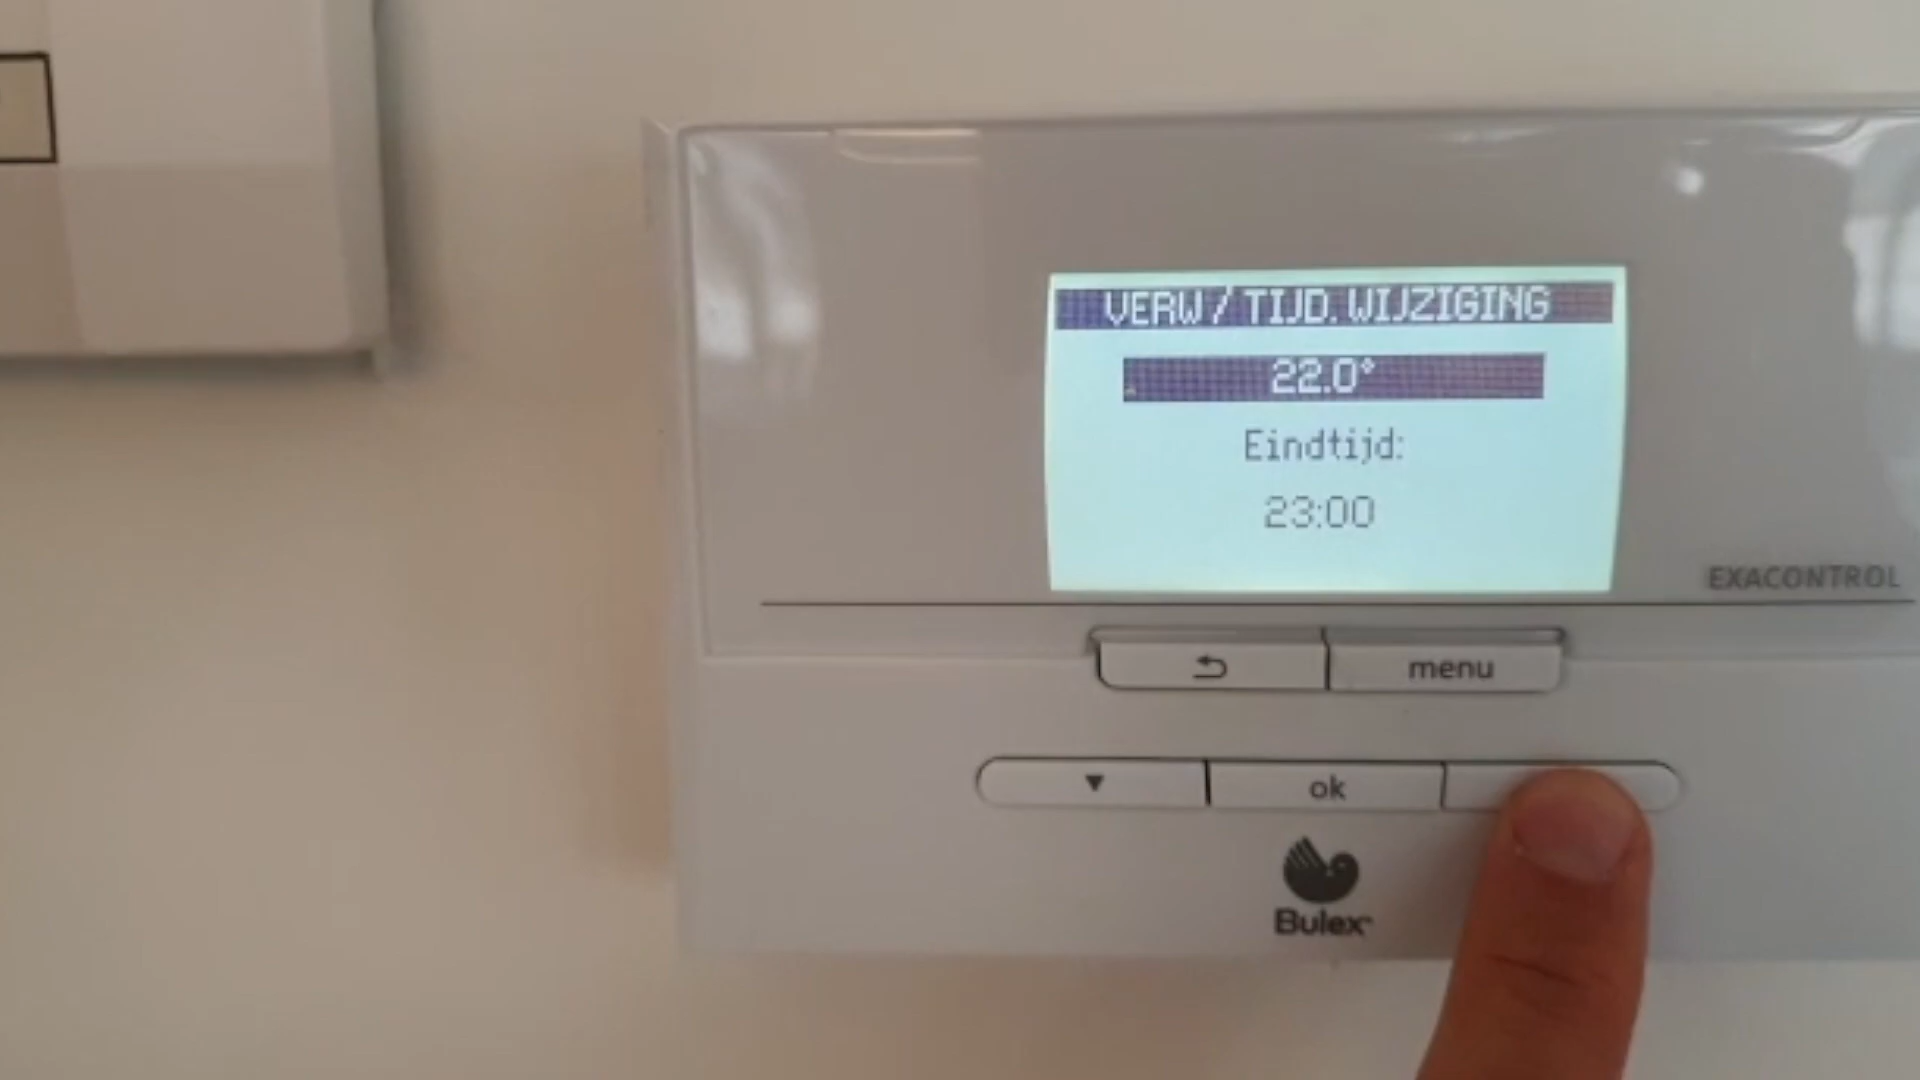 VERW / TIJD. WIJZIGING
22.0°
Eindtijd:
23:00
EXACONTROL
menu
ok
Bulex